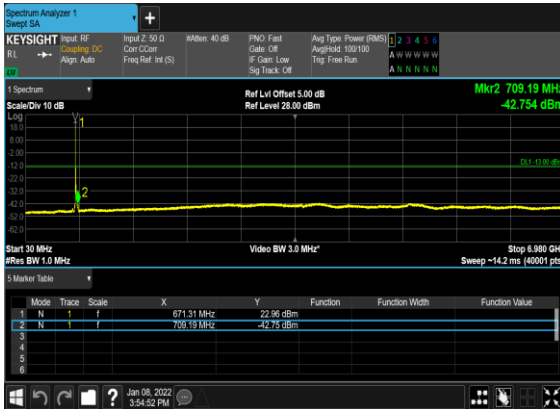 Spectrum Analyzer 1
Swept SA
+
KEYSIGHT Input: RF Input Z: 50 Ω #Atten: 40 dB PNO: Fast Avg Type: Power (RMS) 1 2 3 4 5 6
RL Coupling: DC Corr CCorr Gate: Off Avg|Hold: 100/100 A W W W W W
Align: Auto Freq Ref: Int (S) IF Gain: Low Trig: Free Run
Sig Track: Off A N N N N N
LW
1 Spectrum Ref Lvl Offset 5.00 dB Mkr2 709.19 MHz
Scale/Div 10 dB Ref Level 28.00 dBm -42.754 dBm
Log
18.0
8.00
-2.00
-12.0
-22.0
-32.0
-42.0
-52.0
-62.0
1
2
DL1 -13.00 dBm
Start 30 MHz Video BW 3.0 MHz* Stop 6.980 GH
#Res BW 1.0 MHz Sweep ~14.2 ms (40001 pts
5 Marker Table
Mode Trace Scale X Y Function Function Width Function Value
1 N 1 f 671.31 MHz 22.96 dBm
2 N 1 f 709.19 MHz -42.75 dBm
3
4
5
6
? Jan 08, 2022
3:54:52 PM